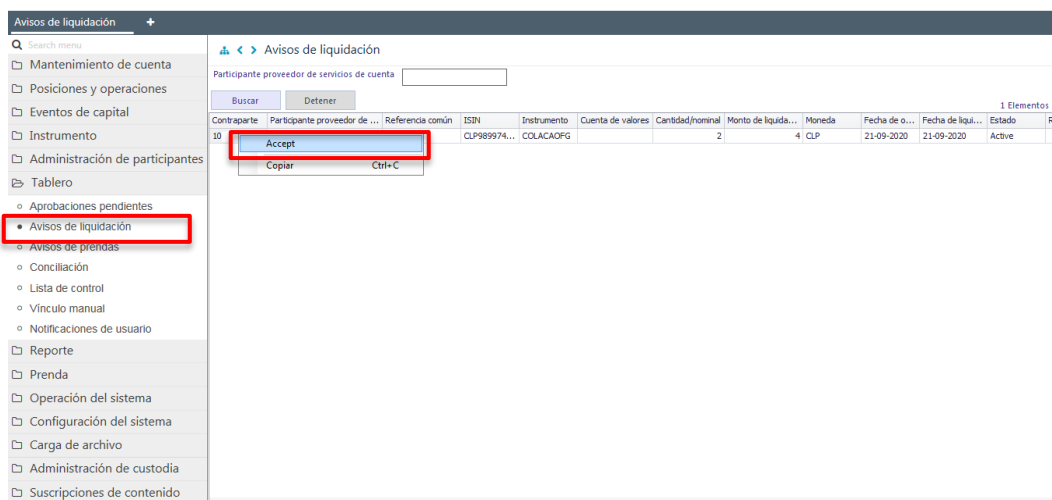 Avisos de liquidación +
Search menu
Mantenimiento de cuenta
Posiciones y operaciones
Eventos de capital
Instrumento
Administración de participantes
Tablero
Aprobaciones pendientes
Avisos de liquidación
Avisos de prendas
Conciliación
Lista de control
Vínculo manual
Notificaciones de usuario
Reporte
Prenda
Operación del sistema
Configuración del sistema
Carga de archivo
Administración de custodia
Suscripciones de contenido
Avisos de liquidación
Participante proveedor de servicios de cuenta
Buscar Detener
1 Elementos
Contraparte Participante proveedor de ... Referencia común ISIN Instrumento Cuenta de valores Cantidad/nominal Monto de liquida... Moneda Fecha de o... Fecha de liqui... Estado R
10 CLP989974... COLACAOFG 2 4 CLP 21-09-2020 21-09-2020 Active
Accept
Copiar Ctrl+C